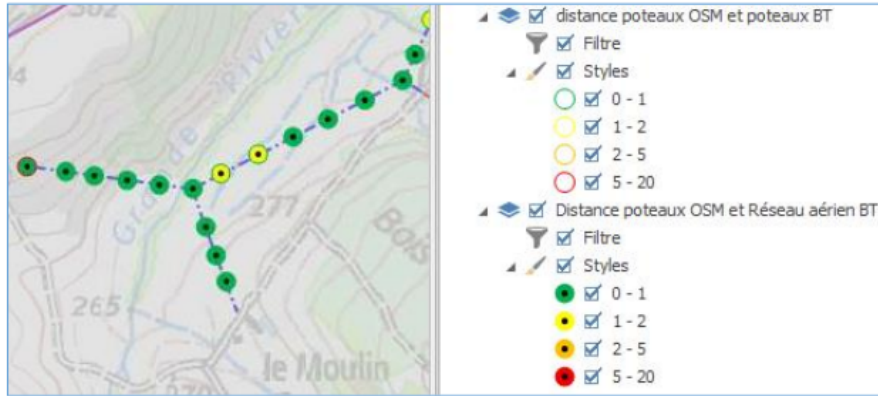 302
Grande Rivière
277
Bois
265
le Moulin
270
distance poteaux OSM et poteaux BT
Filtre
Styles
0 - 1
1 - 2
2 - 5
5 - 20
Distance poteaux OSM et Réseau aérien BT
Filtre
Styles
0 - 1
1 - 2
2 - 5
5 - 20